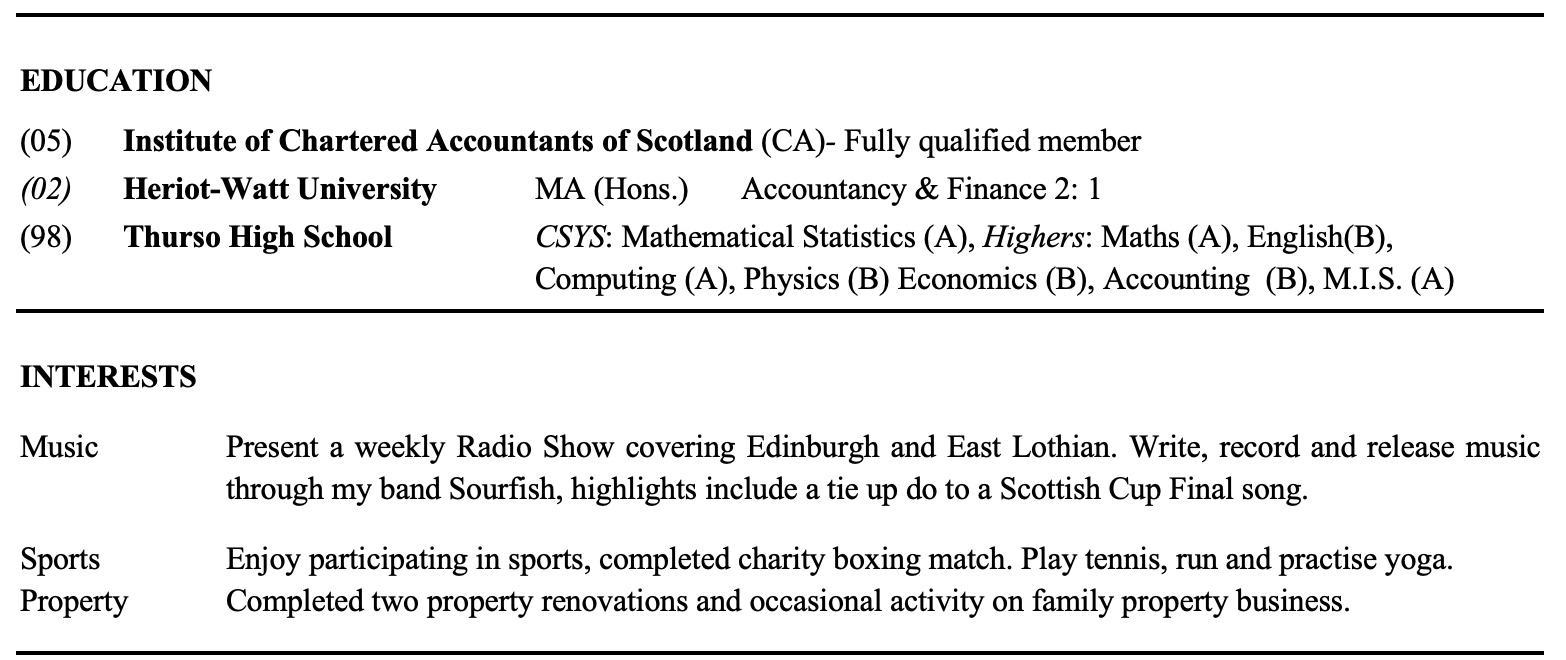 EDUCATION
(05) Institute of Chartered Accountants of Scotland (CA)- Fully qualified member
(02) Heriot-Watt University MA (Hons.) Accountancy & Finance 2: 1
(98) Thurso High School CSYS: Mathematical Statistics (A), Highers: Maths (A), English(B),
Computing (A), Physics (B) Economics (B), Accounting  (B), M.I.S. (A)
INTERESTS
Music Present a weekly Radio Show covering Edinburgh and East Lothian. Write, record and release music
through my band Sourfish, highlights include a tie up do to a Scottish Cup Final song.
Sports Enjoy participating in sports, completed charity boxing match. Play tennis, run and practise yoga.
Property Completed two property renovations and occasional activity on family property business.